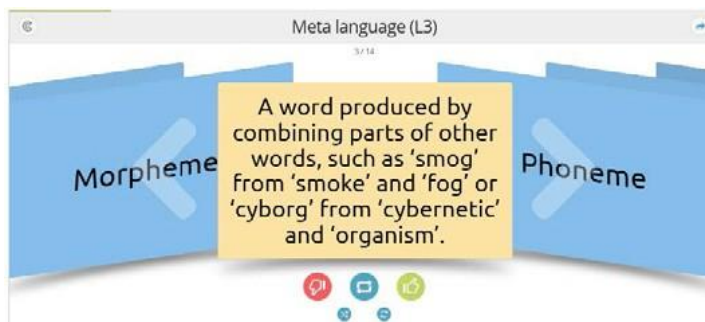 Meta language (L3)
5 / 14
Morpheme
A word produced by
combining parts of other
words, such as ‘smog’
from ‘smoke’ and ‘fog’ or
‘cyborg’ from ‘cybernetic’
and ‘organism’.
Phoneme